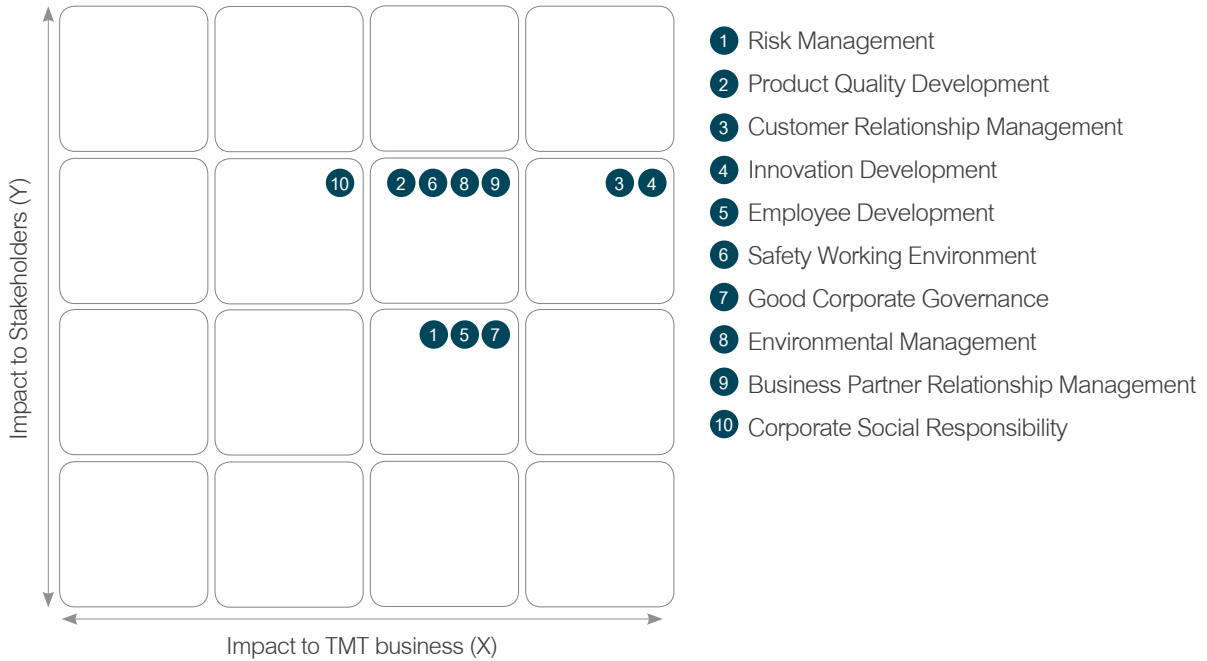 Impact to Stakeholders (Y)
10
2 6 8 9
3 4
1 5 7
Impact to TMT business (X)
1 Risk Management
2 Product Quality Development
3 Customer Relationship Management
4 Innovation Development
5 Employee Development
6 Safety Working Environment
7 Good Corporate Governance
8 Environmental Management
9 Business Partner Relationship Management
10 Corporate Social Responsibility